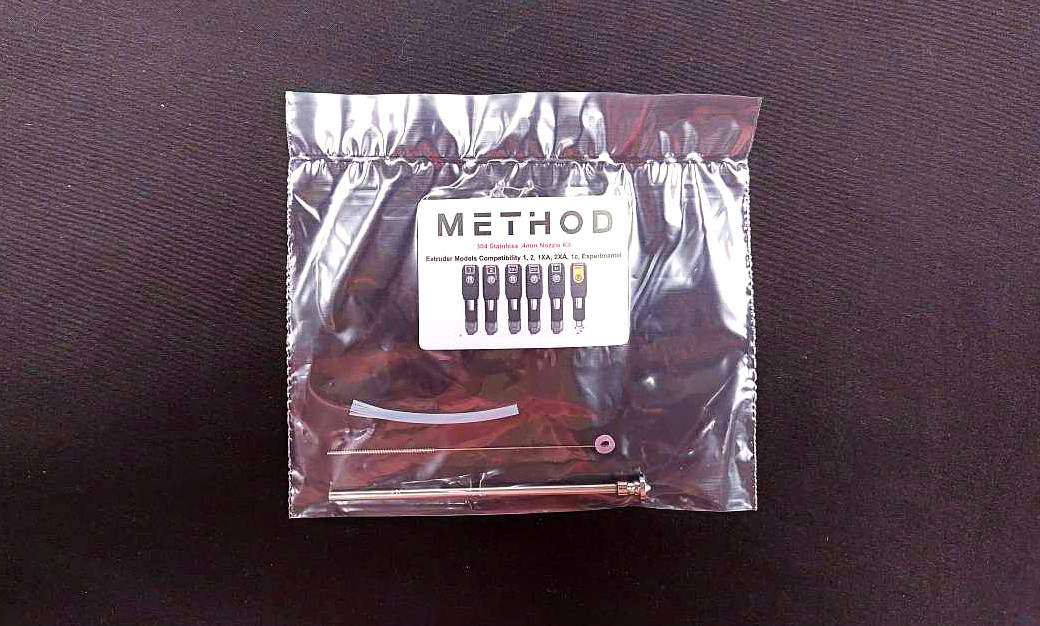 METHOD
304 Stainless .4mm Nozzle Kit
Extruder Models Compatibility 1, 2, 1XA, 2XA, 1c, Experimental